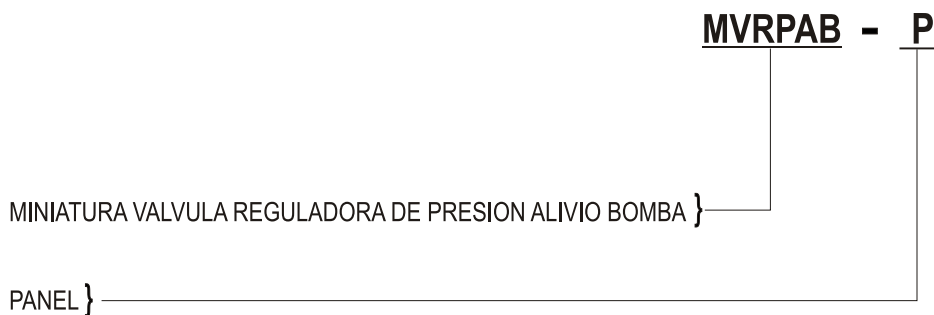 MVRPAB - P
MINIATURA VALVULA REGULADORA DE PRESION ALIVIO BOMBA }
PANEL }